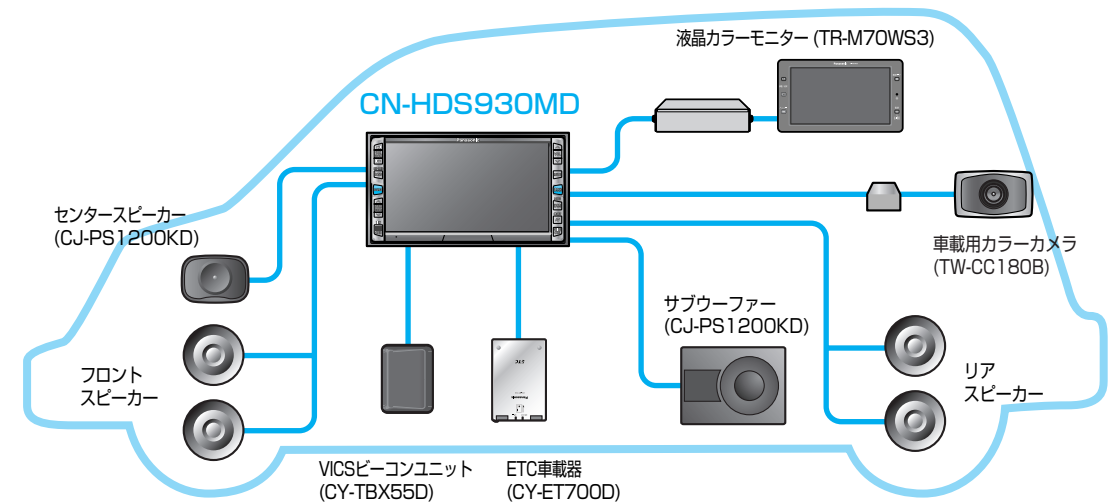 液晶カラーモニター (TR-M70WS3)
CN-HDS930MD
Panasonic
センタースピーカー
(CJ-PS1200KD)
車載用カラーカメラ
(TW-CC180B)
サブウーファー
(CJ-PS1200KD)
フロント
スピーカー
リア
スピーカー
ETC
Panasonic
VICSビーコンユニット
(CY-TBX55D)
ETC車載器
(CY-ET700D)